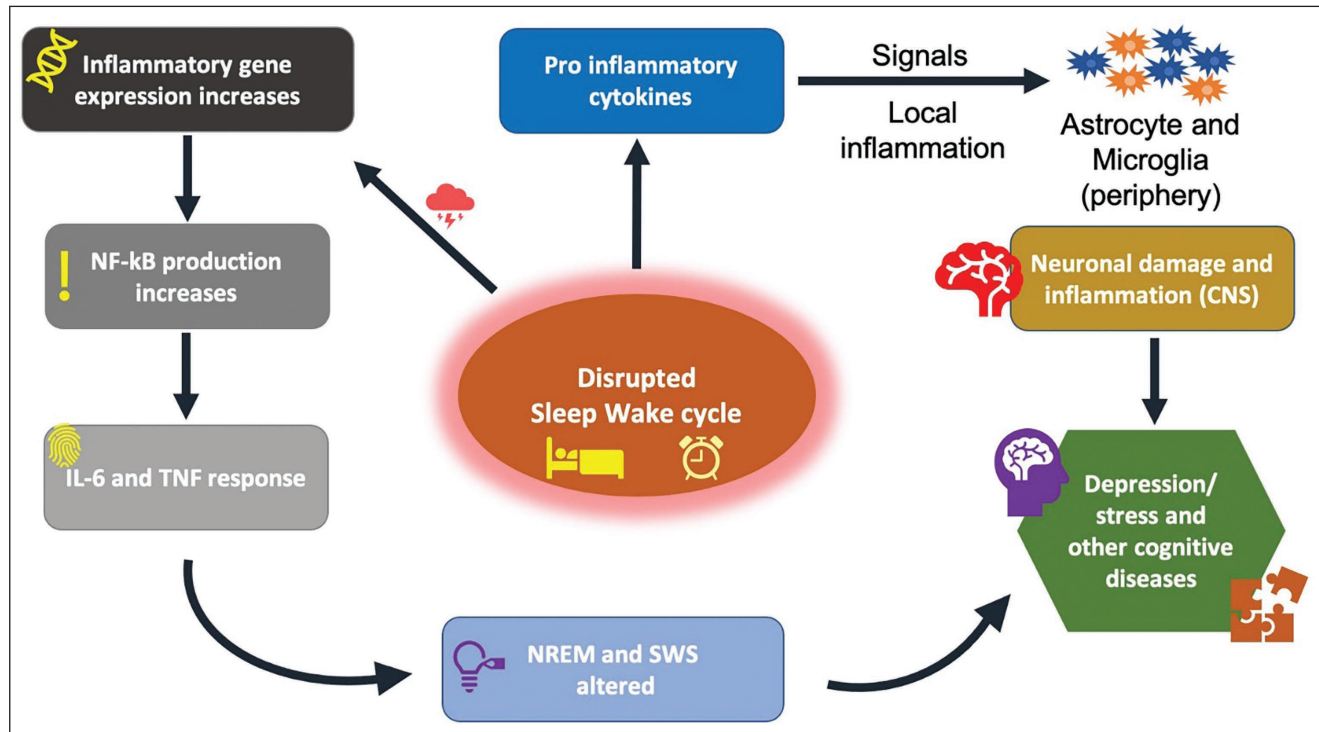 Inflammatory gene
expression increases
Pro inflammatory
cytokines
Signals
Local
inflammation
Astrocyte and
Microglia
(periphery)
NF-kB production
increases
Neuronal damage and
inflammation (CNS)
Disrupted
Sleep Wake cycle
IL-6 and TNF response
Depression/
stress and
other cognitive
diseases
NREM and SWS
altered